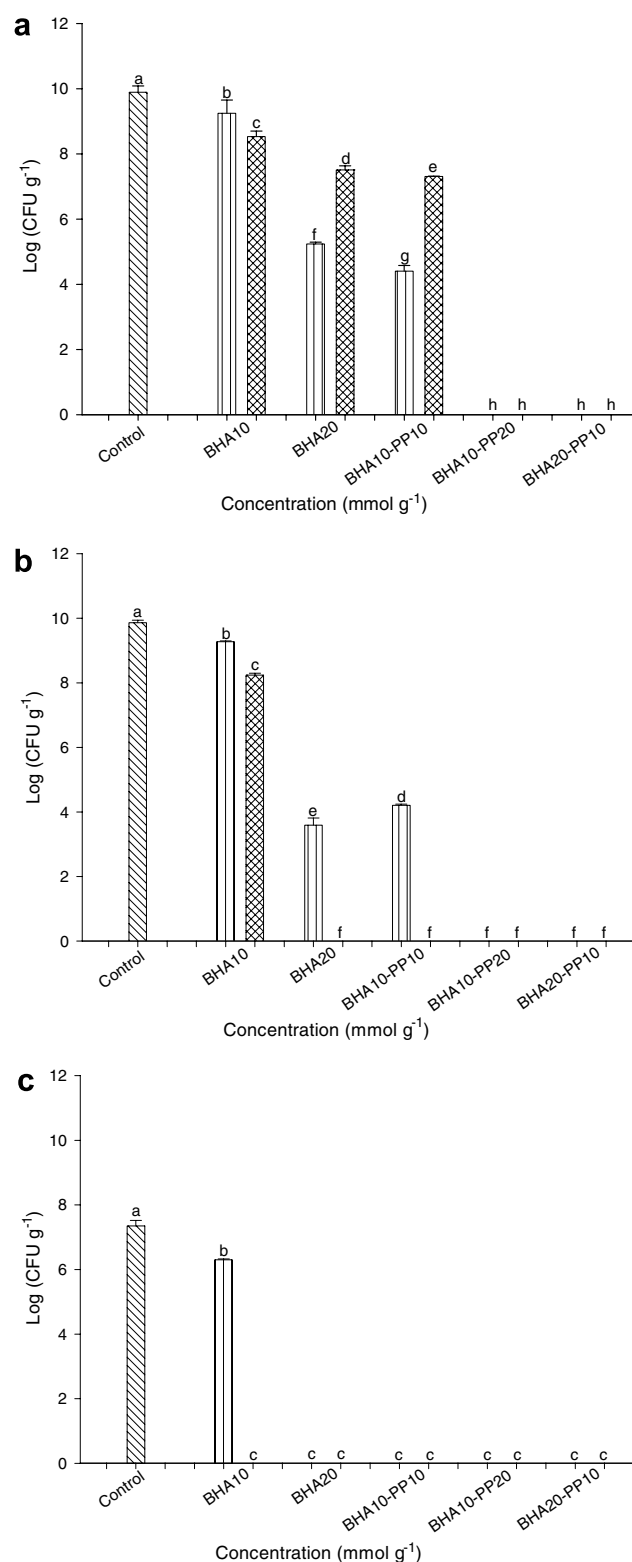 a
12
10
8
6
4
2
0
Log (CFU g⁻¹)
a
b
c
d
e
f
g
h h h h
Control BHA10 BHA20 BHA10-PP10 BHA10-PP20 BHA20-PP10
Concentration (mmol g⁻¹)
b
12
10
8
6
4
2
0
Log (CFU g⁻¹)
a
b
c
d
e
f f f f f f
Control BHA10 BHA20 BHA10-PP10 BHA10-PP20 BHA20-PP10
Concentration (mmol g⁻¹)
c
12
10
8
6
4
2
0
Log (CFU g⁻¹)
a
b
c c c c c c c c c
Control BHA10 BHA20 BHA10-PP10 BHA10-PP20 BHA20-PP10
Concentration (mmol g⁻¹)